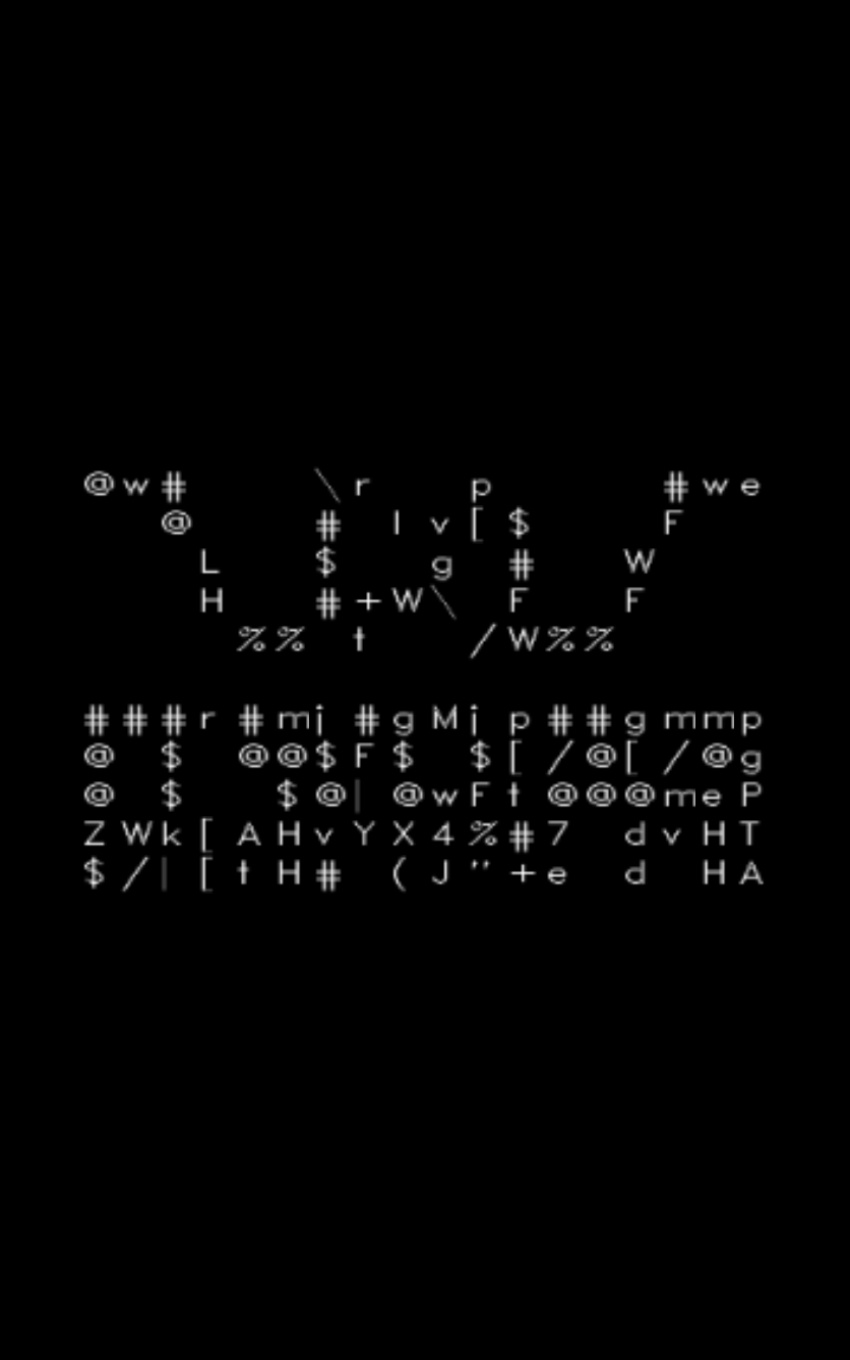 @w#   \r  p    #we
  @   # l v[$   F
   L  $  g #  W
   H  #+W\ F  F
    %% t  /W%%
###r #mj #gMj p##gmmp
@ $ @@$F$ $[/@[/@g
@ $  $@| @wFt@@@meP
ZWk[AHvYX4%#7 dvHT
$/|[tH# (J"+e d HA